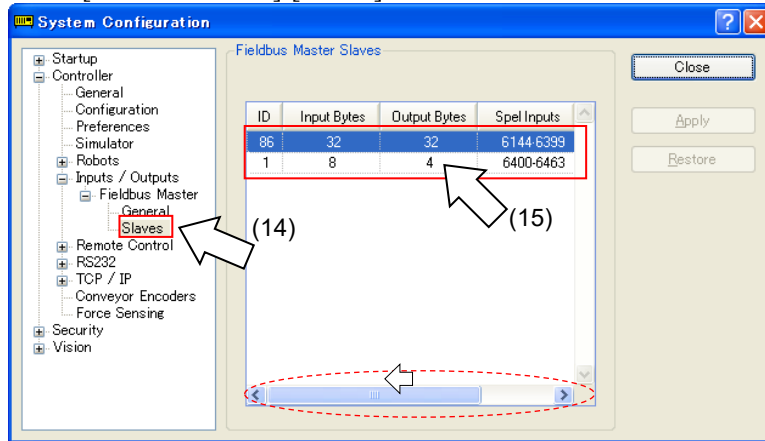 System Configuration
Startup
Controller
General
Configuration
Preferences
Simulator
Robots
Inputs / Outputs
Fieldbus Master
General
Slaves
Remote Control
RS232
TCP / IP
Conveyor Encoders
Force Sensing
Security
Vision
(14)
Fieldbus Master Slaves
ID Input Bytes Output Bytes Spel Inputs
86 32 32 6144-6399
1 8 4 6400-6463
(15)
Close
Apply
Restore